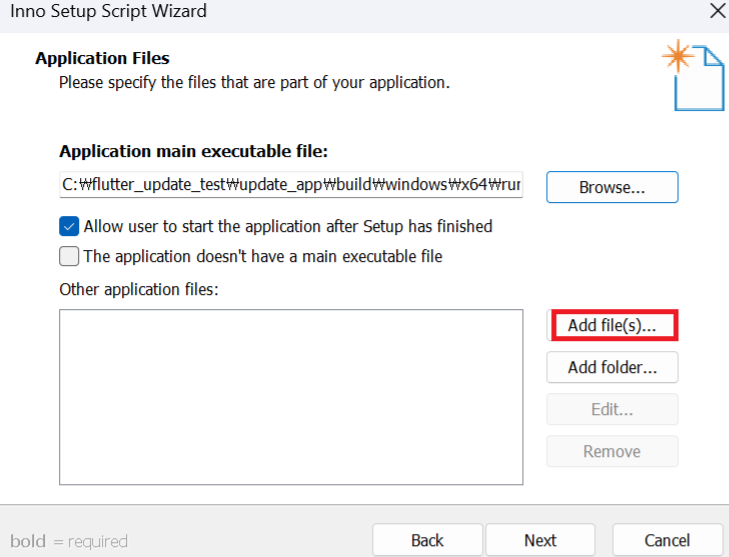 Inno Setup Script Wizard
Application Files
Please specify the files that are part of your application.
Application main executable file:
C:₩flutter_update_test₩update_app₩build₩windows₩x64₩rur
Browse...
Allow user to start the application after Setup has finished
The application doesn't have a main executable file
Other application files:
Add file(s)...
Add folder...
Edit...
Remove
bold = required
Back
Next
Cancel